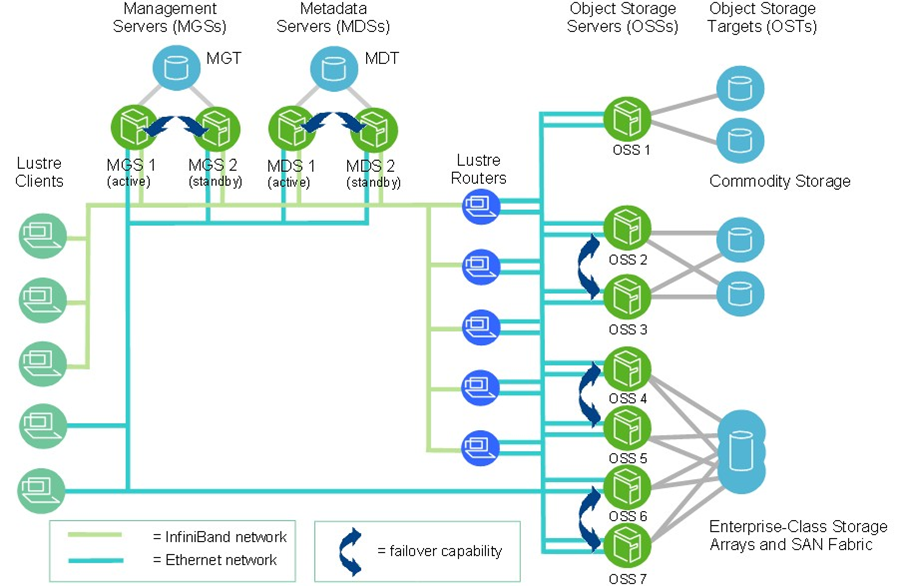 Management
Servers (MGSs)
Metadata
Servers (MDSs)
Object Storage
Servers (OSSs)
Object Storage
Targets (OSTs)
MGT
MDT
MGS 1
(active)
MGS 2
(standby)
MDS 1
(active)
MDS 2
(standby)
Lustre
Clients
Lustre
Routers
OSS 1
Commodity Storage
OSS 2
OSS 3
OSS 4
OSS 5
OSS 6
OSS 7
Enterprise-Class Storage
Arrays and SAN Fabric
= InfiniBand network
= Ethernet network
= failover capability